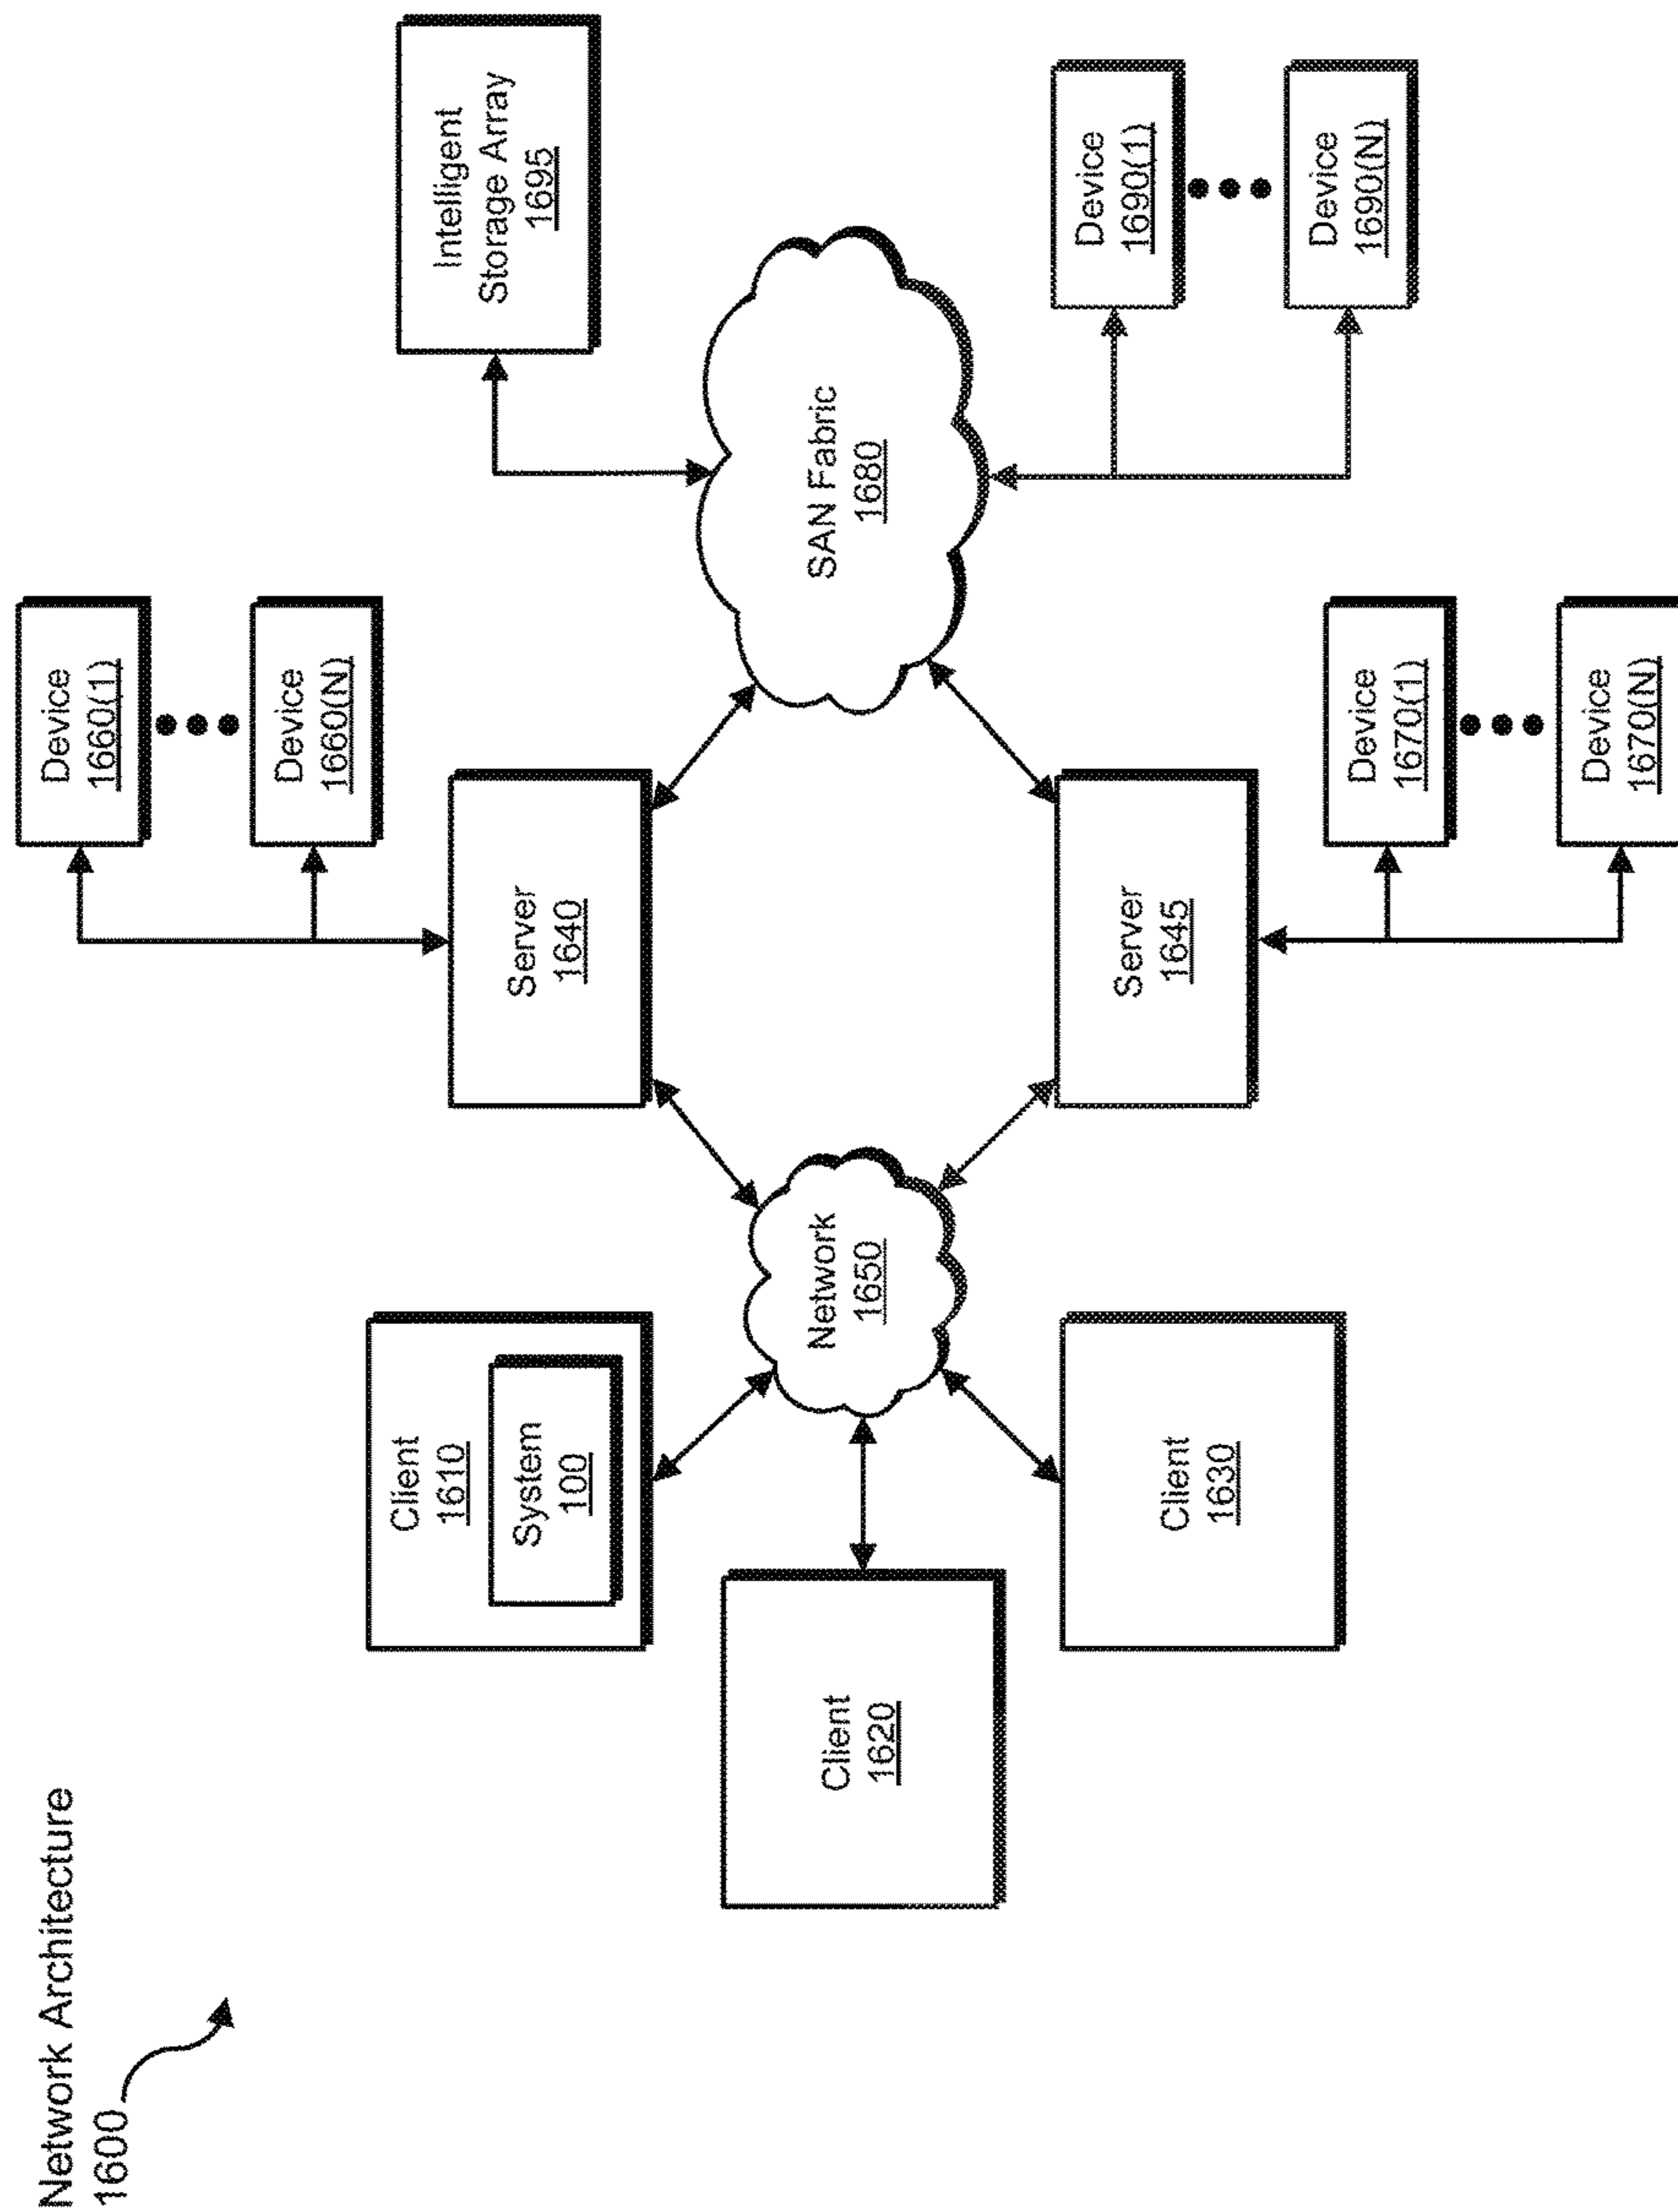 Network Architecture
1600
Client
1610
System
100
Client
1620
Client
1630
Network
1650
Server
1640
Server
1645
Device
1660(1)
Device
1660(N)
Device
1670(1)
Device
1670(N)
SAN Fabric
1680
Intelligent
Storage Array
1695
Device
1690(1)
Device
1690(N)